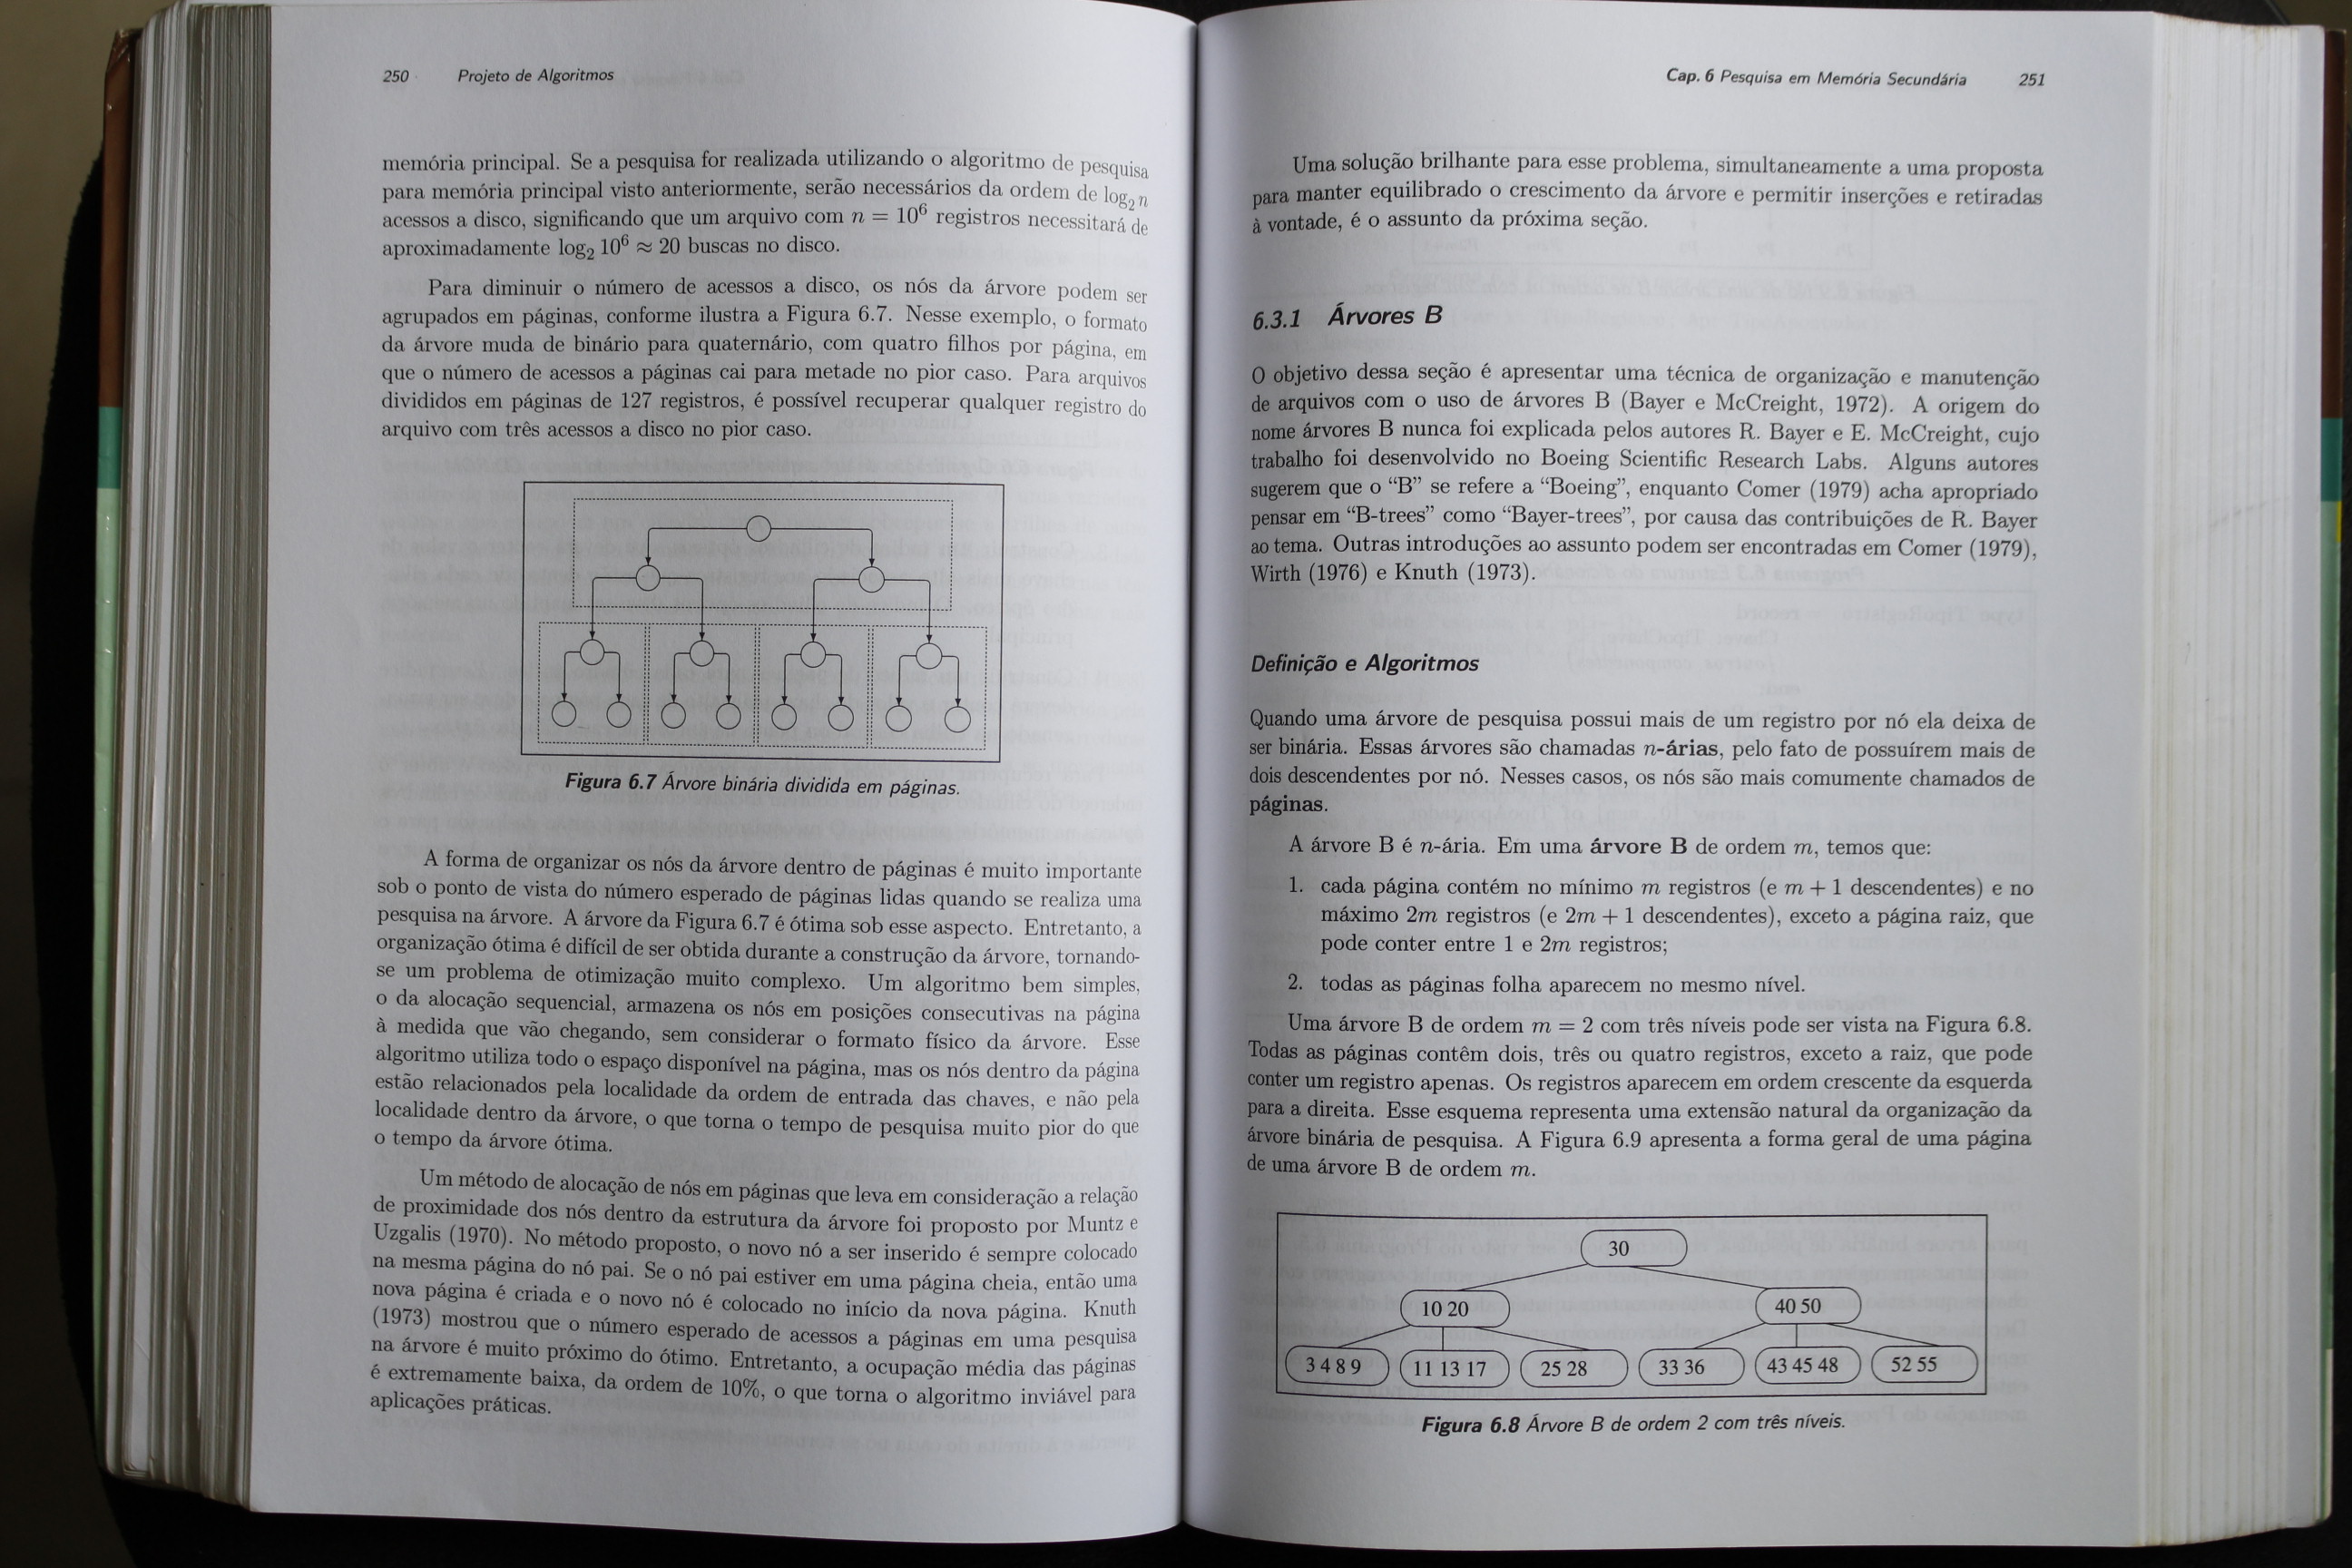 250 Projeto de Algoritmos
memória principal. Se a pesquisa for realizada utilizando o algoritmo de pesquisa
para memória principal visto anteriormente, serão necessários da ordem de log₂ n
acessos a disco, significando que um arquivo com n = 10⁶ registros necessitará de
aproximadamente log₂ 10⁶ ≈ 20 buscas no disco.
Para diminuir o número de acessos a disco, os nós da árvore podem ser
agrupados em páginas, conforme ilustra a Figura 6.7. Nesse exemplo, o formato
da árvore muda de binário para quaternário, com quatro filhos por página, em
que o número de acessos a páginas cai para metade no pior caso. Para arquivos
divididos em páginas de 127 registros, é possível recuperar qualquer registro do
arquivo com três acessos a disco no pior caso.
Figura 6.7 Árvore binária dividida em páginas.
A forma de organizar os nós da árvore dentro de páginas é muito importante
sob o ponto de vista do número esperado de páginas lidas quando se realiza uma
pesquisa na árvore. A árvore da Figura 6.7 é ótima sob esse aspecto. Entretanto, a
organização ótima é difícil de ser obtida durante a construção da árvore, tornando-
se um problema de otimização muito complexo. Um algoritmo bem simples,
o da alocação sequencial, armazena os nós em posições consecutivas na página
à medida que vão chegando, sem considerar o formato físico da árvore. Esse
algoritmo utiliza todo o espaço disponível na página, mas os nós dentro da página
estão relacionados pela localidade da ordem de entrada das chaves, e não pela
localidade dentro da árvore, o que torna o tempo de pesquisa muito pior do que
o tempo da árvore ótima.
Um método de alocação de nós em páginas que leva em consideração a relação
de proximidade dos nós dentro da estrutura da árvore foi proposto por Muntz e
Uzgalis (1970). No método proposto, o novo nó a ser inserido é sempre colocado
na mesma página do nó pai. Se o nó pai estiver em uma página cheia, então uma
nova página é criada e o novo nó é colocado no início da nova página. Knuth
(1973) mostrou que o número esperado de acessos a páginas em uma pesquisa
na árvore é muito próximo do ótimo. Entretanto, a ocupação média das páginas
é extremamente baixa, da ordem de 10%, o que torna o algoritmo inviável para
aplicações práticas.
Cap. 6 Pesquisa em Memória Secundária 251
Uma solução brilhante para esse problema, simultaneamente a uma proposta
para manter equilibrado o crescimento da árvore e permitir inserções e retiradas
à vontade, é o assunto da próxima seção.
6.3.1 Árvores B
O objetivo dessa seção é apresentar uma técnica de organização e manutenção
de arquivos com o uso de árvores B (Bayer e McCreight, 1972). A origem do
nome árvores B nunca foi explicada pelos autores R. Bayer e E. McCreight, cujo
trabalho foi desenvolvido no Boeing Scientific Research Labs. Alguns autores
sugerem que o “B” se refere a “Boeing”, enquanto Comer (1979) acha apropriado
pensar em “B-trees” como “Bayer-trees”, por causa das contribuições de R. Bayer
ao tema. Outras introduções ao assunto podem ser encontradas em Comer (1979),
Wirth (1976) e Knuth (1973).
Definição e Algoritmos
Quando uma árvore de pesquisa possui mais de um registro por nó ela deixa de
ser binária. Essas árvores são chamadas n-árias, pelo fato de possuírem mais de
dois descendentes por nó. Nesses casos, os nós são mais comumente chamados de
páginas.
A árvore B é n-ária. Em uma árvore B de ordem m, temos que:
1. cada página contém no mínimo m registros (e m + 1 descendentes) e no
máximo 2m registros (e 2m + 1 descendentes), exceto a página raiz, que
pode conter entre 1 e 2m registros;
2. todas as páginas folha aparecem no mesmo nível.
Uma árvore B de ordem m = 2 com três níveis pode ser vista na Figura 6.8.
Todas as páginas contêm dois, três ou quatro registros, exceto a raiz, que pode
conter um registro apenas. Os registros aparecem em ordem crescente da esquerda
para a direita. Esse esquema representa uma extensão natural da organização da
árvore binária de pesquisa. A Figura 6.9 apresenta a forma geral de uma página
de uma árvore B de ordem m.
30
10 20 40 50
3 4 8 9 11 13 17 25 28 33 36 43 45 48 52 55
Figura 6.8 Árvore B de ordem 2 com três níveis.